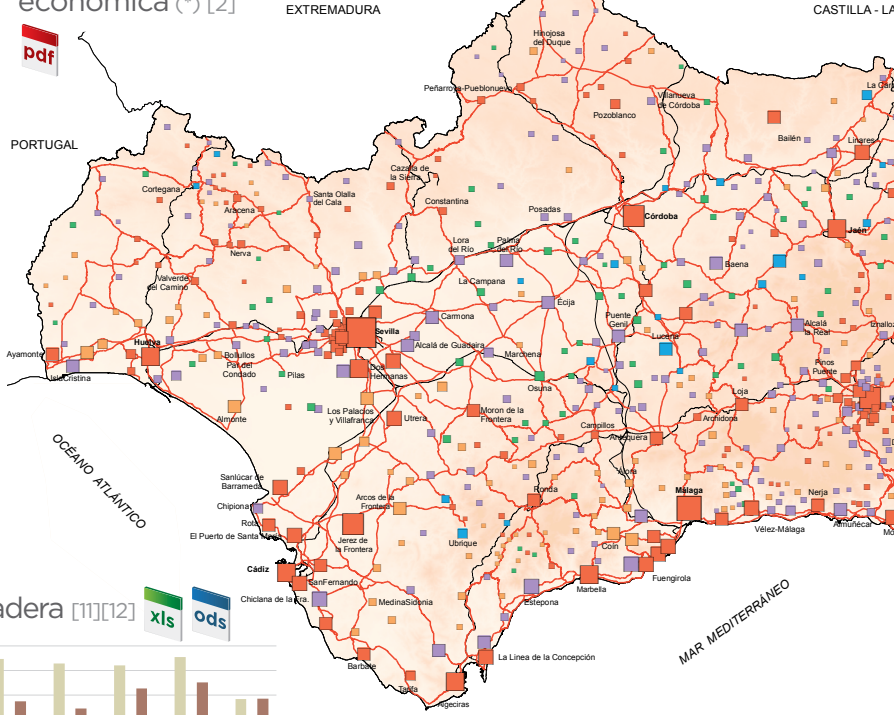 económica (*) [2]
pdf
EXTREMADURA
CASTILLA - LA
PORTUGAL
Hinojosa
del Duque
Peñarroya-Pueblonuevo
Villanueva
de Córdoba
Pozoblanco
La Car
Bailén
Linares
Cazalla de
la Sierra
Cortegana
Santa Olalla
del Cala
Aracena
Constantina
Posadas
Córdoba
Jaén
Nerva
Lora
del Río
Palma
del Río
Baena
Valverde
del Camino
La Campana
Écija
Carmona
Puente
Genil
Alcalá
la Real
Iznalloz
Sevilla
Huelva
Lucena
Ayamonte
Alcalá de Guadaira
Marchena
Isla Cristina
Bollullos
Par del
Condado
Pilas
Dos
Hermanas
Osuna
Pinos
Puente
Loja
Almonte
Los Palacios
y Villafranca
Utrera
Moron de la
Frontera
Campillos
Archidona
Antequera
OCÉANO ATLÁNTICO
Álora
Sanlúcar de
Barrameda
Arcos de la
Frontera
Ronda
Málaga
Nerja
Chipiona
Rota
El Puerto de Santa María
Jerez de
la Frontera
Ubrique
Coín
Vélez-Málaga
Almuñécar
Mo
Cádiz
San Fernando
Fuengirola
Marbella
Chiclana de la Fra.
MedinaSidonia
Estepona
MAR MEDITERRÁNEO
adera [11][12]
xls
ods
La Linea de la Concepción
Barbate
Tarifa
Algeciras